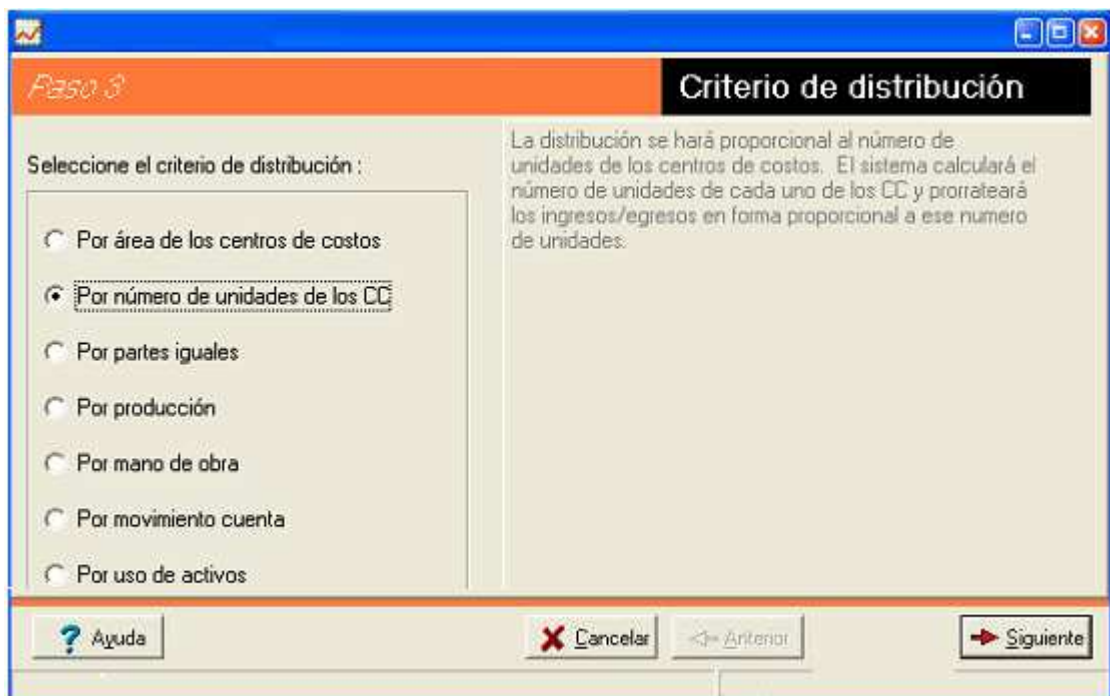 Paso 3
Criterio de distribución
Seleccione el criterio de distribución :
Por área de los centros de costos
Por número de unidades de los CC
Por partes iguales
Por producción
Por mano de obra
Por movimiento cuenta
Por uso de activos
La distribución se hará proporcional al número de
unidades de los centros de costos. El sistema calculará el
número de unidades de cada uno de los CC y prorrateará
los ingresos/egresos en forma proporcional a ese numero
de unidades.
Ayuda
Cancelar
Anterior
Siguiente